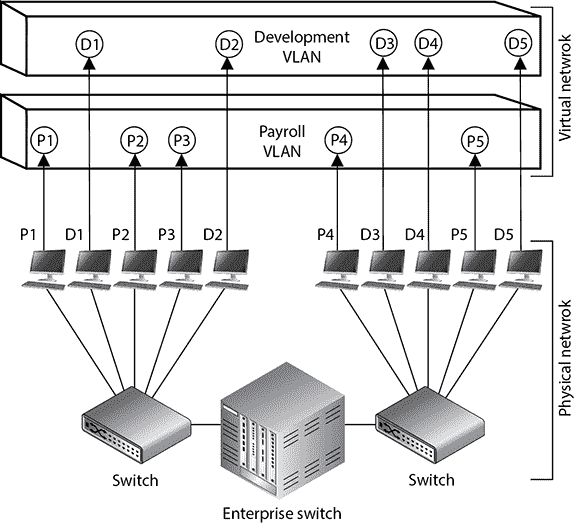 D1
D2
Development
VLAN
D3
D4
D5
Virtual netwrok
P1
P2
P3
Payroll
VLAN
P4
P5
P1
D1
P2
P3
D2
P4
D3
D4
P5
D5
Physical netwrok
Switch
Enterprise switch
Switch